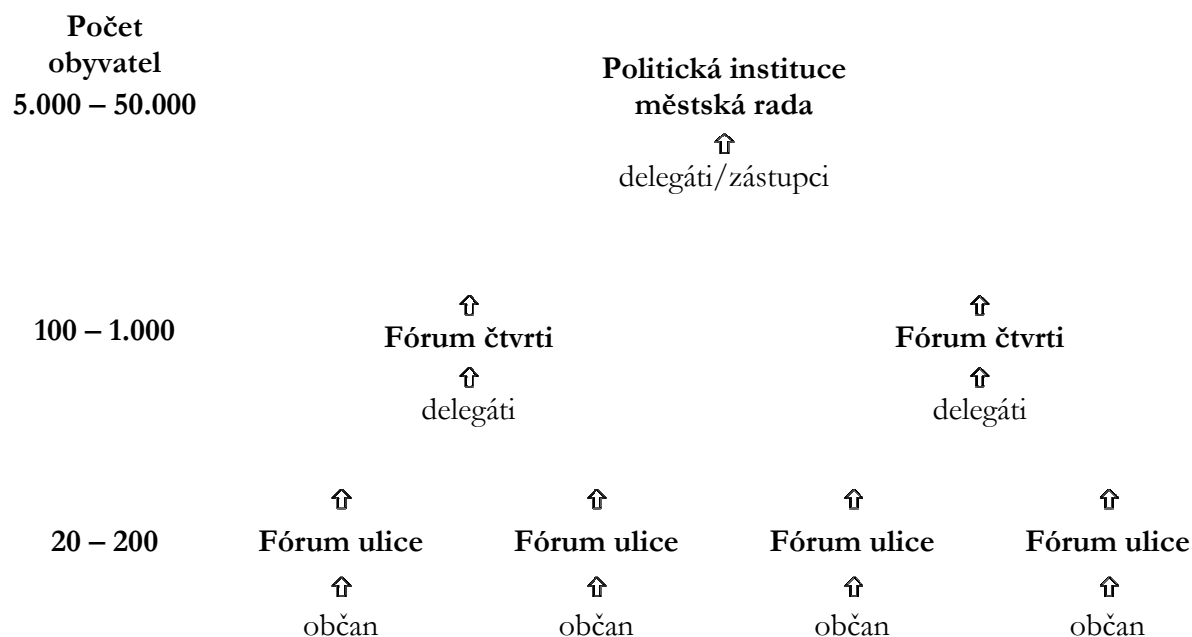 Počet
obyvatel
5.000 – 50.000
Politická instituce
městská rada
delegáti/zástupci
100 – 1.000
Fórum čtvrti
Fórum čtvrti
delegáti
delegáti
20 – 200
Fórum ulice
Fórum ulice
Fórum ulice
Fórum ulice
občan
občan
občan
občan